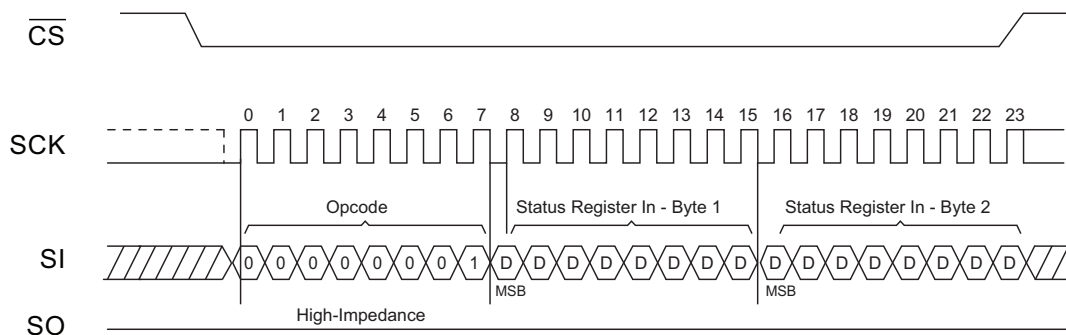 CS
0 1 2 3 4 5 6 7 8 9 10 11 12 13 14 15 16 17 18 19 20 21 22 23
SCK
Opcode Status Register In - Byte 1 Status Register In - Byte 2
SI 0 0 0 0 0 0 0 1 D D D D D D D D D D D D D D D D
MSB MSB
High-Impedance
SO